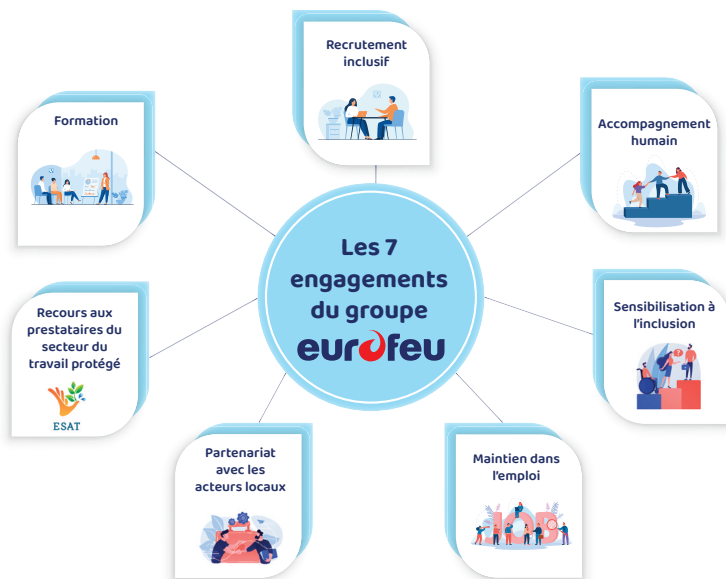 Les 7
engagements
du groupe
eurofeu
Recrutement
inclusif
Accompagnement
humain
Sensibilisation à
l'inclusion
Maintien dans
l'emploi
JOB
Partenariat
avec les
acteurs locaux
Recours aux
prestataires du
secteur du
travail protégé
ESAT
Formation